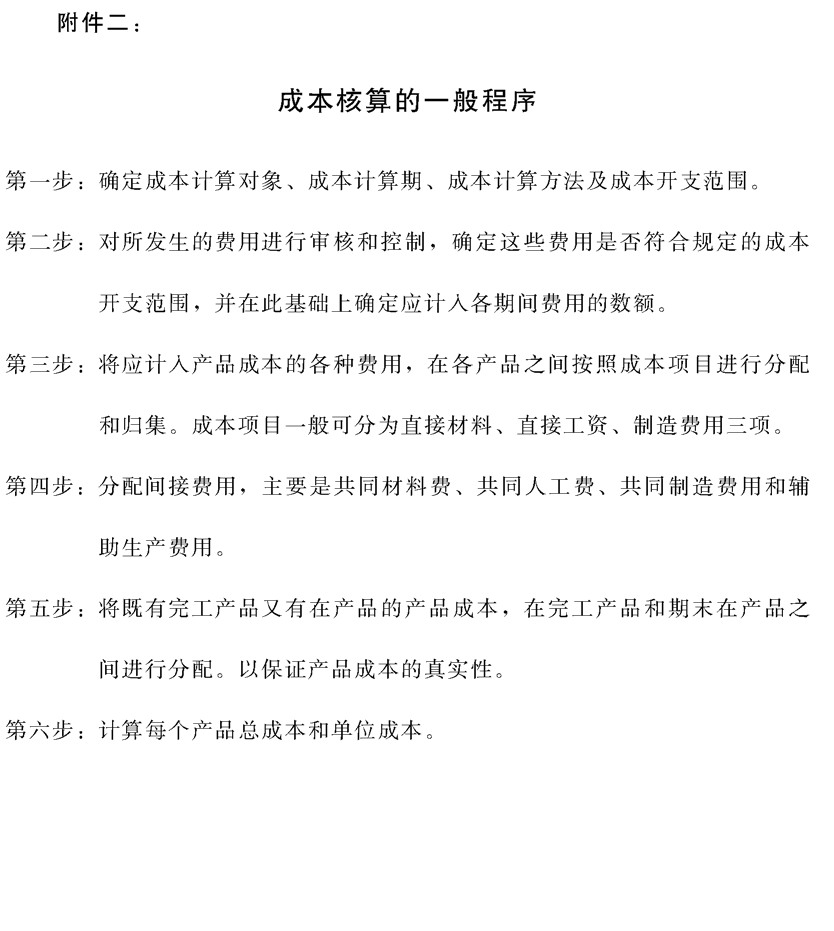 附件二：
成本核算的一般程序
第一步：确定成本计算对象、成本计算期、成本计算方法及成本开支范围。
第二步：对所发生的费用进行审核和控制，确定这些费用是否符合规定的成本
开支范围，并在此基础上确定应计入各期间费用的数额。
第三步：将应计入产品成本的各种费用，在各产品之间按照成本项目进行分配
和归集。成本项目一般可分为直接材料、直接工资、制造费用三项。
第四步：分配间接费用，主要是共同材料费、共同人工费、共同制造费用和辅
助生产费用。
第五步：将既有完工产品又有在产品的产品成本，在完工产品和期末在产品之
间进行分配。以保证产品成本的真实性。
第六步：计算每个产品总成本和单位成本。